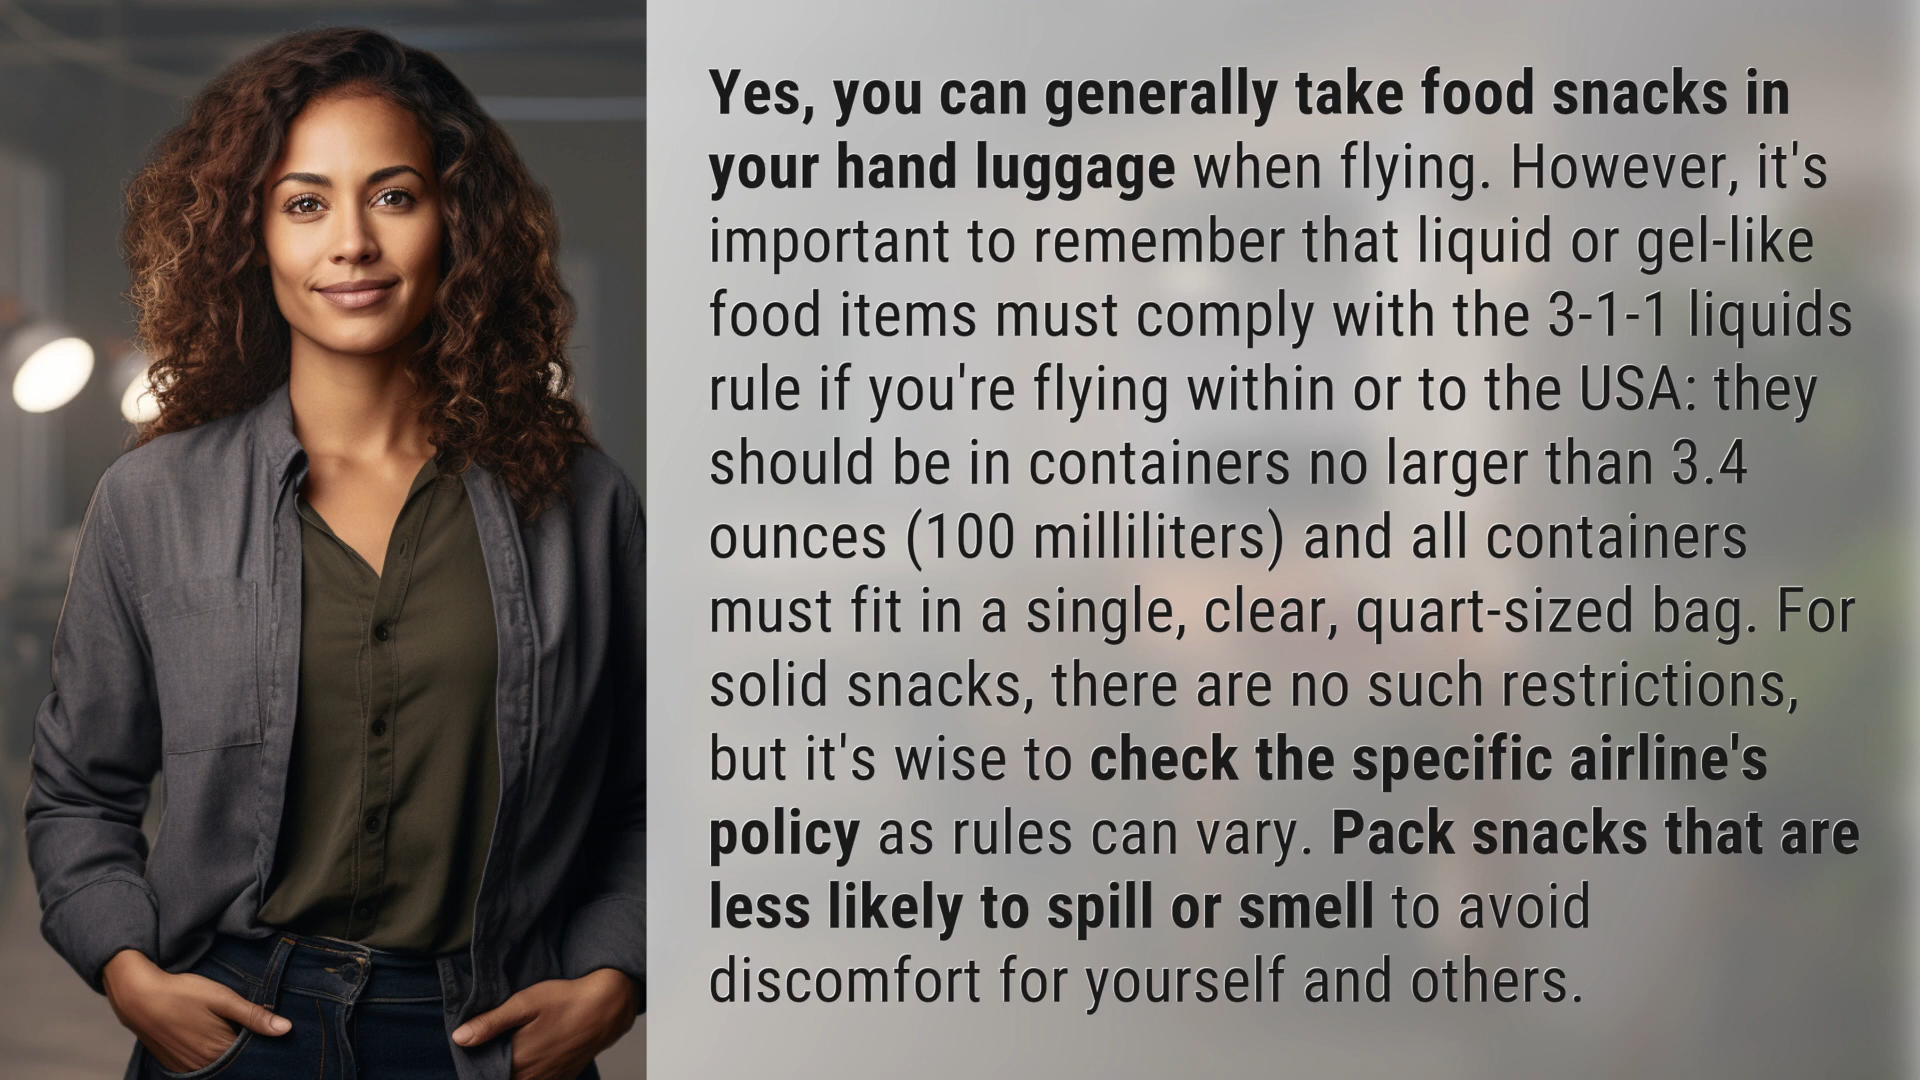 Yes, you can generally take food snacks in
your hand luggage when flying. However, it's
important to remember that liquid or gel-like
food items must comply with the 3-1-1 liquids
rule if you're flying within or to the USA: they
should be in containers no larger than 3.4
ounces (100 milliliters) and all containers
must fit in a single, clear, quart-sized bag. For
solid snacks, there are no such restrictions,
but it's wise to check the specific airline's
policy as rules can vary. Pack snacks that are
less likely to spill or smell to avoid
discomfort for yourself and others.